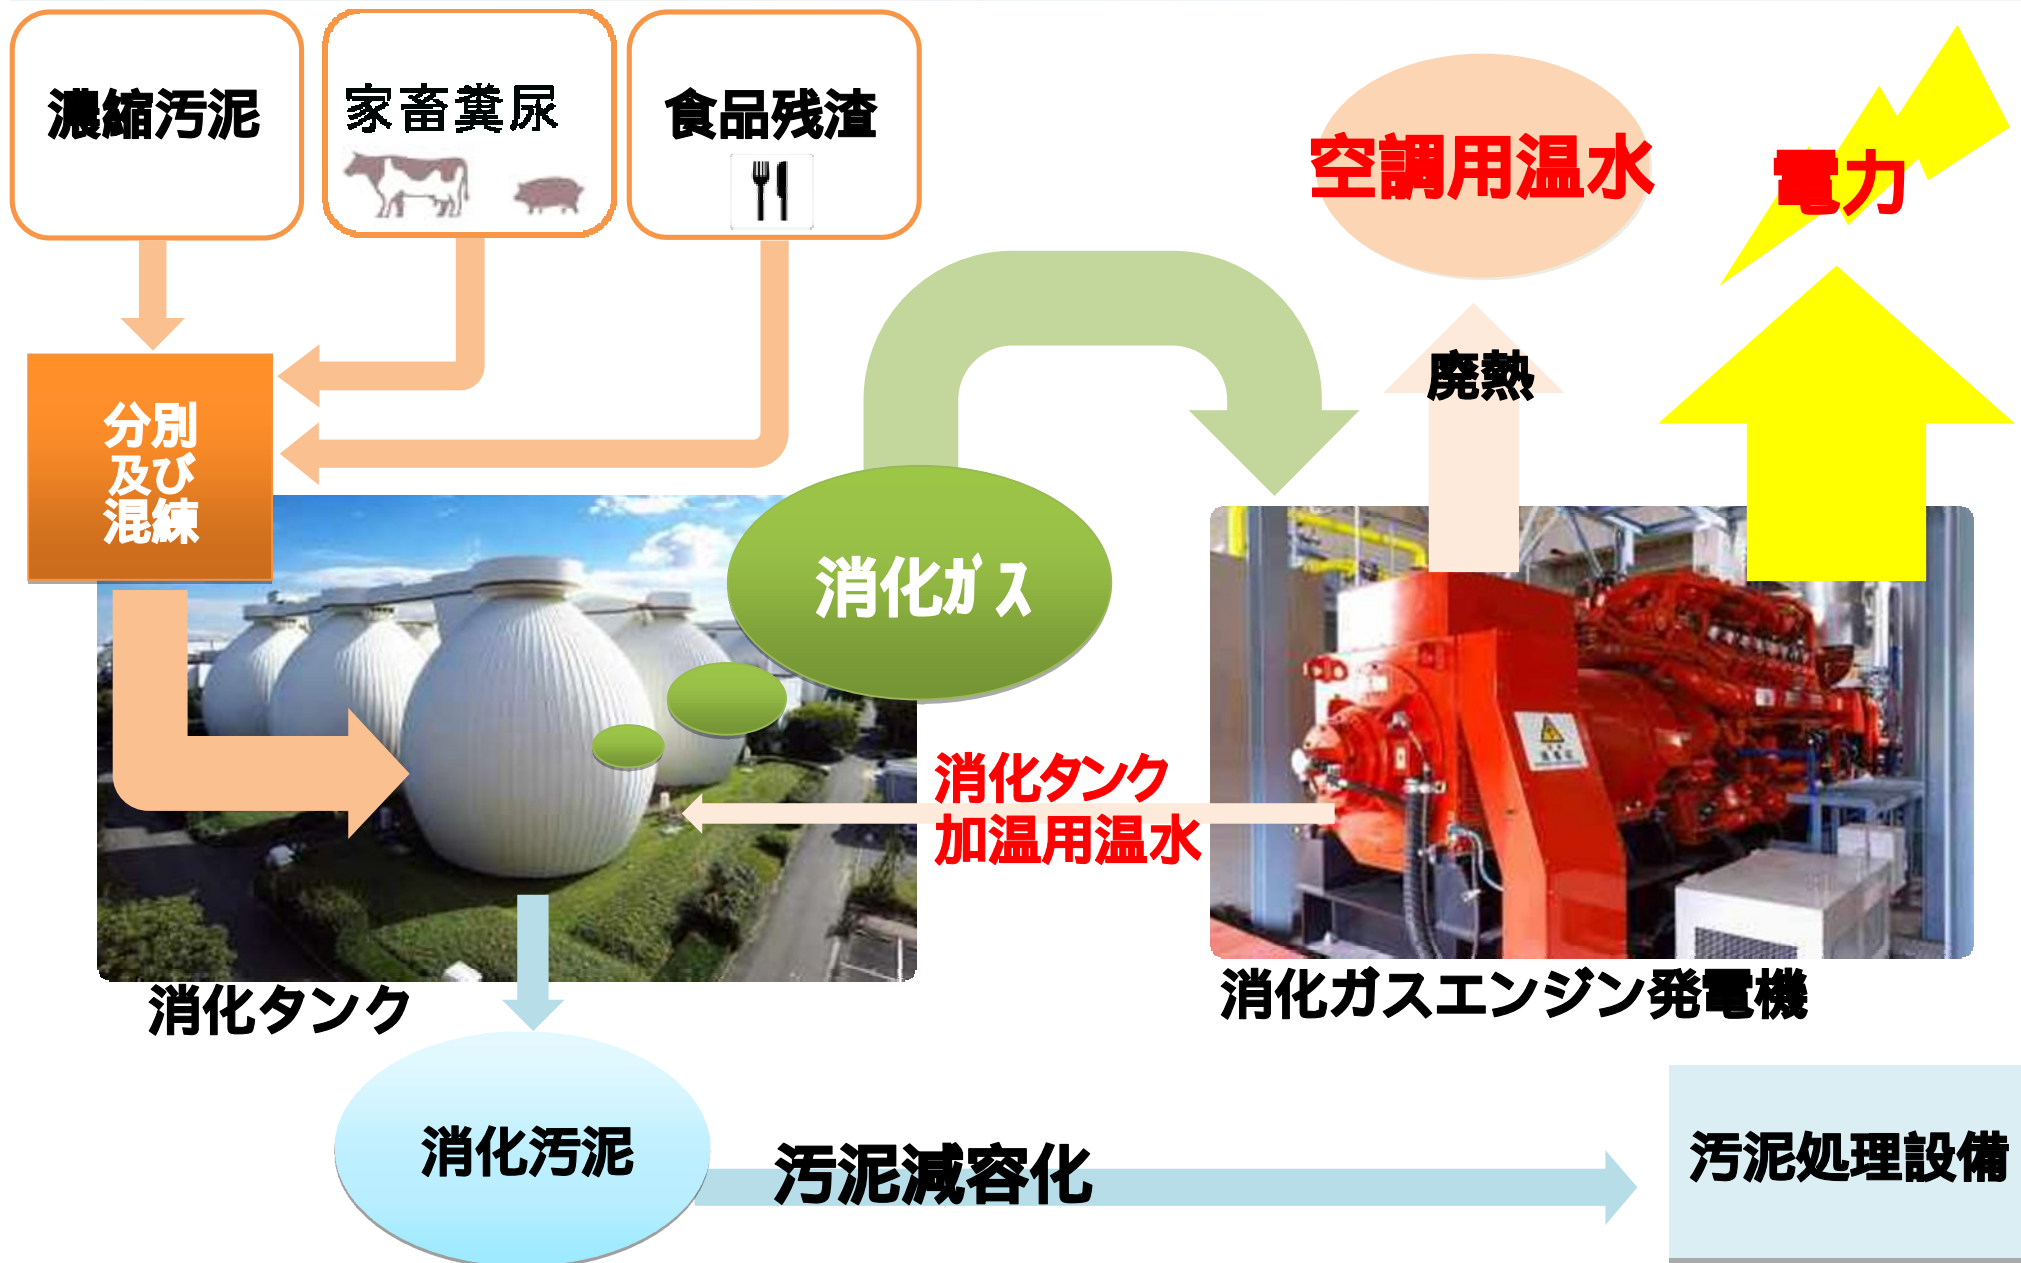 濃縮汚泥
家畜糞尿
食品残渣
空調用温水
電力
廃熱
分別
及び
混練
消化ｶﾞｽ
消化タンク
加温用温水
消化タンク
消化ガスエンジン発電機
消化汚泥
汚泥減容化
汚泥処理設備